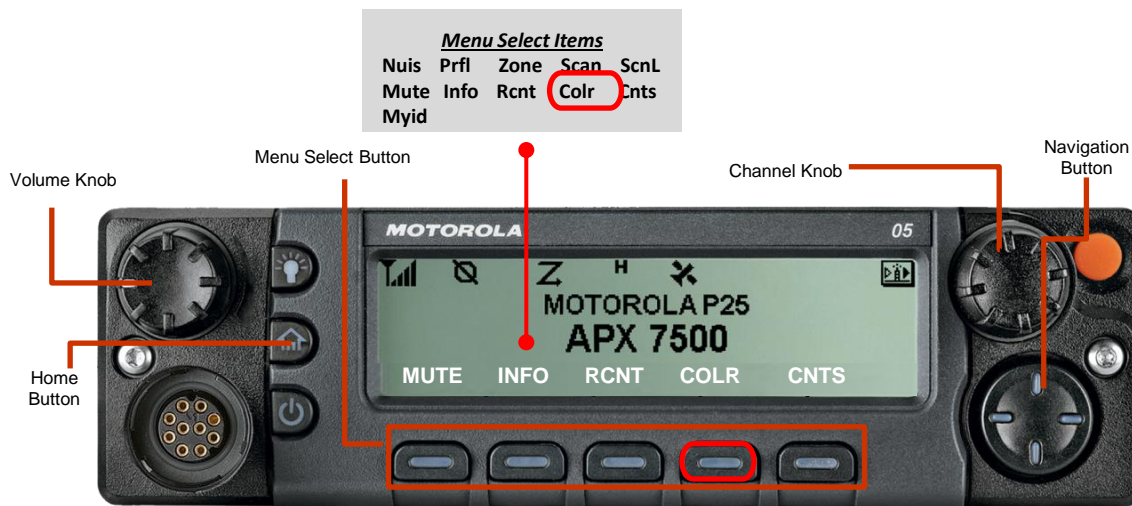 Menu Select Items
Nuis Prfl Zone Scan ScnL
Mute Info Rcnt Colr Cnts
Myid
Menu Select Button
Volume Knob
Channel Knob
Navigation
Button
MOTOROLA 05
H
MOTOROLA P25
APX 7500
MUTE INFO RCNT COLR CNTS
Home
Button